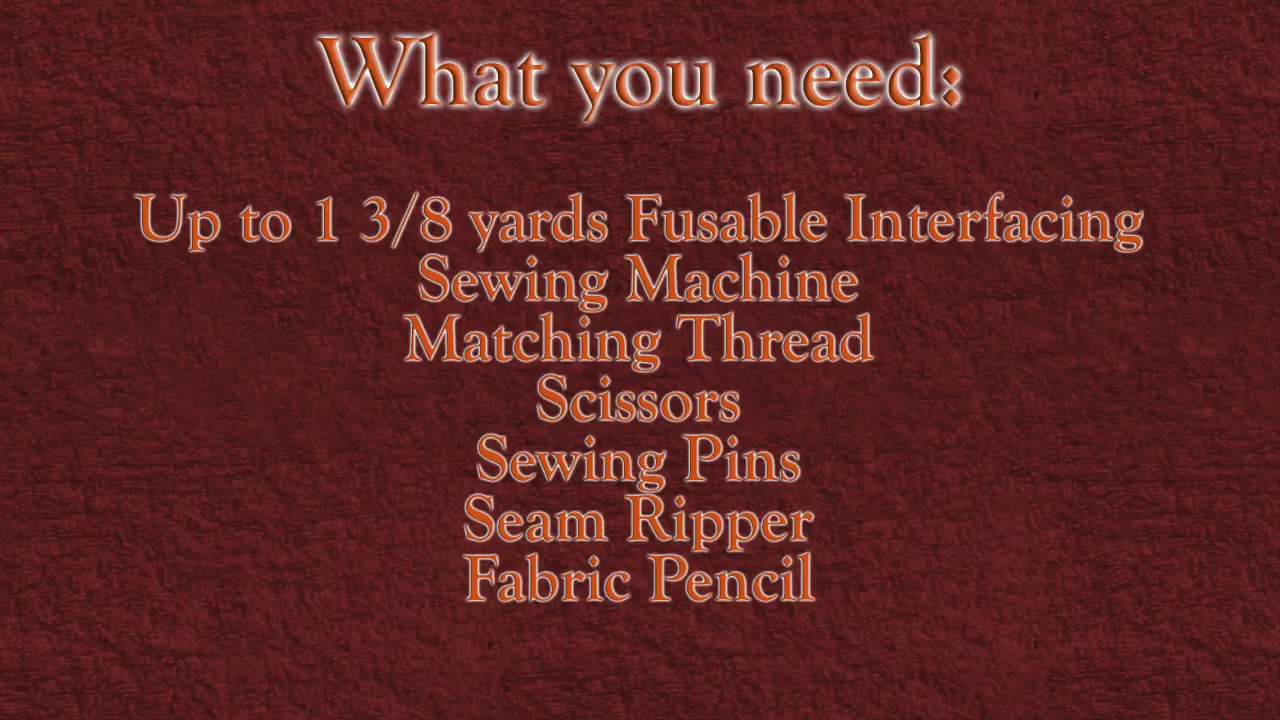 What you need:
Up to 1 3/8 yards Fusable Interfacing
Sewing Machine
Matching Thread
Scissors
Sewing Pins
Seam Ripper
Fabric Pencil